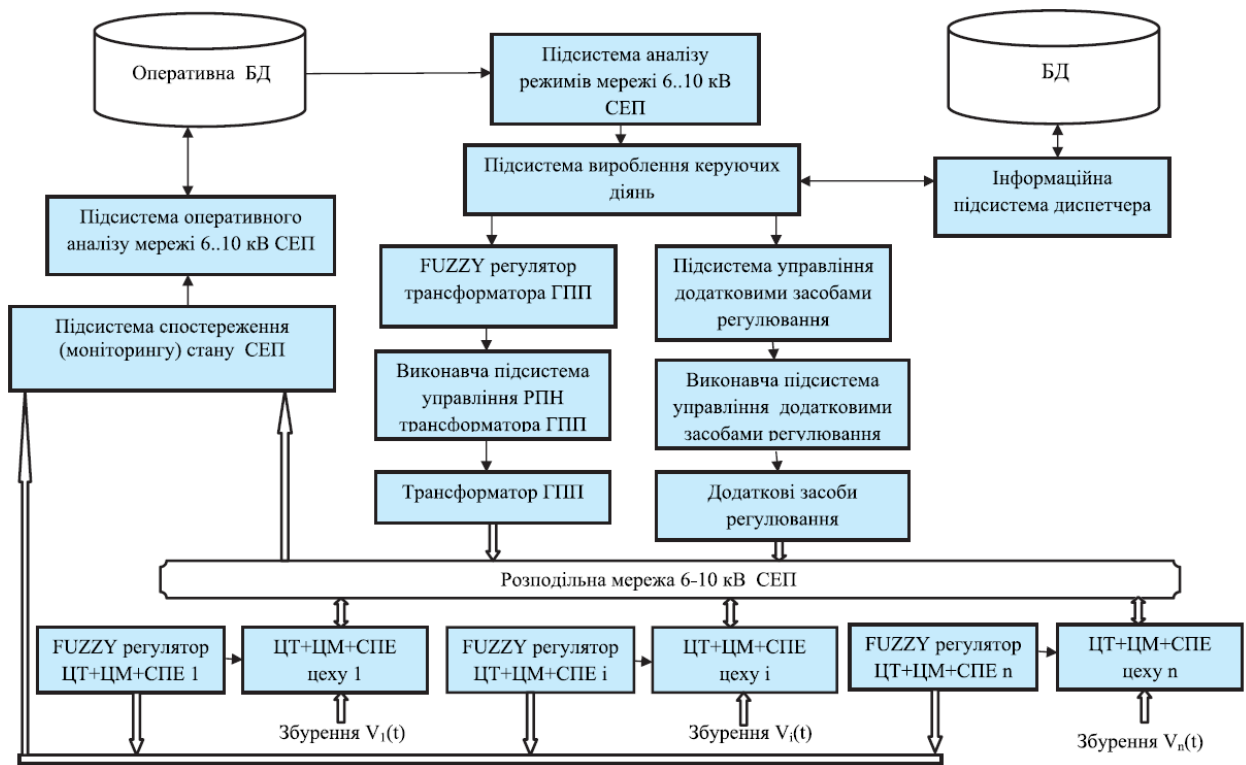 Оперативна БД
Підсистема аналізу
режимів мережі 6..10 кВ
СЕП
БД
Підсистема вироблення керуючих
діянь
Інформаційна
підсистема диспетчера
Підсистема оперативного
аналізу мережі 6..10 кВ СЕП
FUZZY регулятор
трансформатора ГПП
Підсистема управління
додатковими засобами
регулювання
Підсистема спостереження
(моніторингу) стану СЕП
Виконавча підсистема
управління РПН
трансформатора ГПП
Виконавча підсистема
управління додатковими
засобами регулювання
Трансформатор ГПП
Додаткові засоби
регулювання
Розподільна мережа 6-10 кВ СЕП
FUZZY регулятор
ЦТ+ЦМ+СПЕ 1
ЦТ+ЦМ+СПЕ
цеху 1
FUZZY регулятор
ЦТ+ЦМ+СПЕ i
ЦТ+ЦМ+СПЕ
цеху i
FUZZY регулятор
ЦТ+ЦМ+СПЕ n
ЦТ+ЦМ+СПЕ
цеху n
Збурення V₁(t)
Збурення Vᵢ(t)
Збурення Vₙ(t)